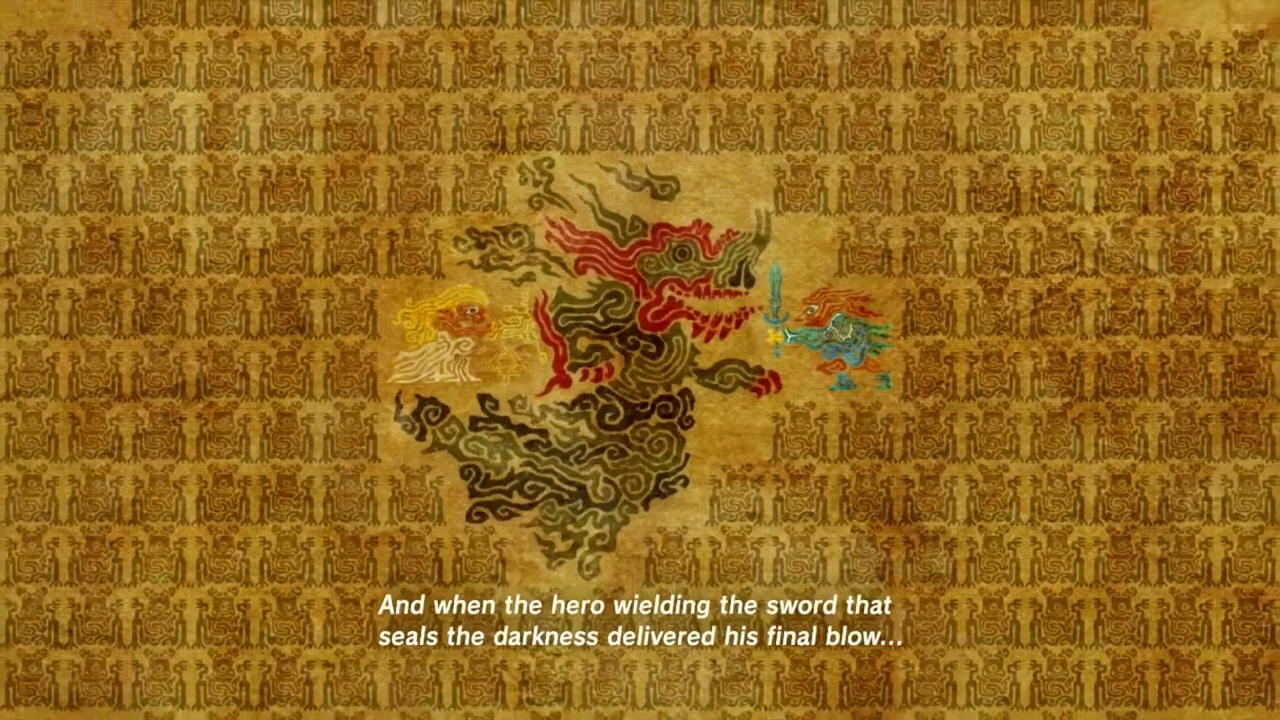 And when the hero wielding the sword that
seals the darkness delivered his final blow...